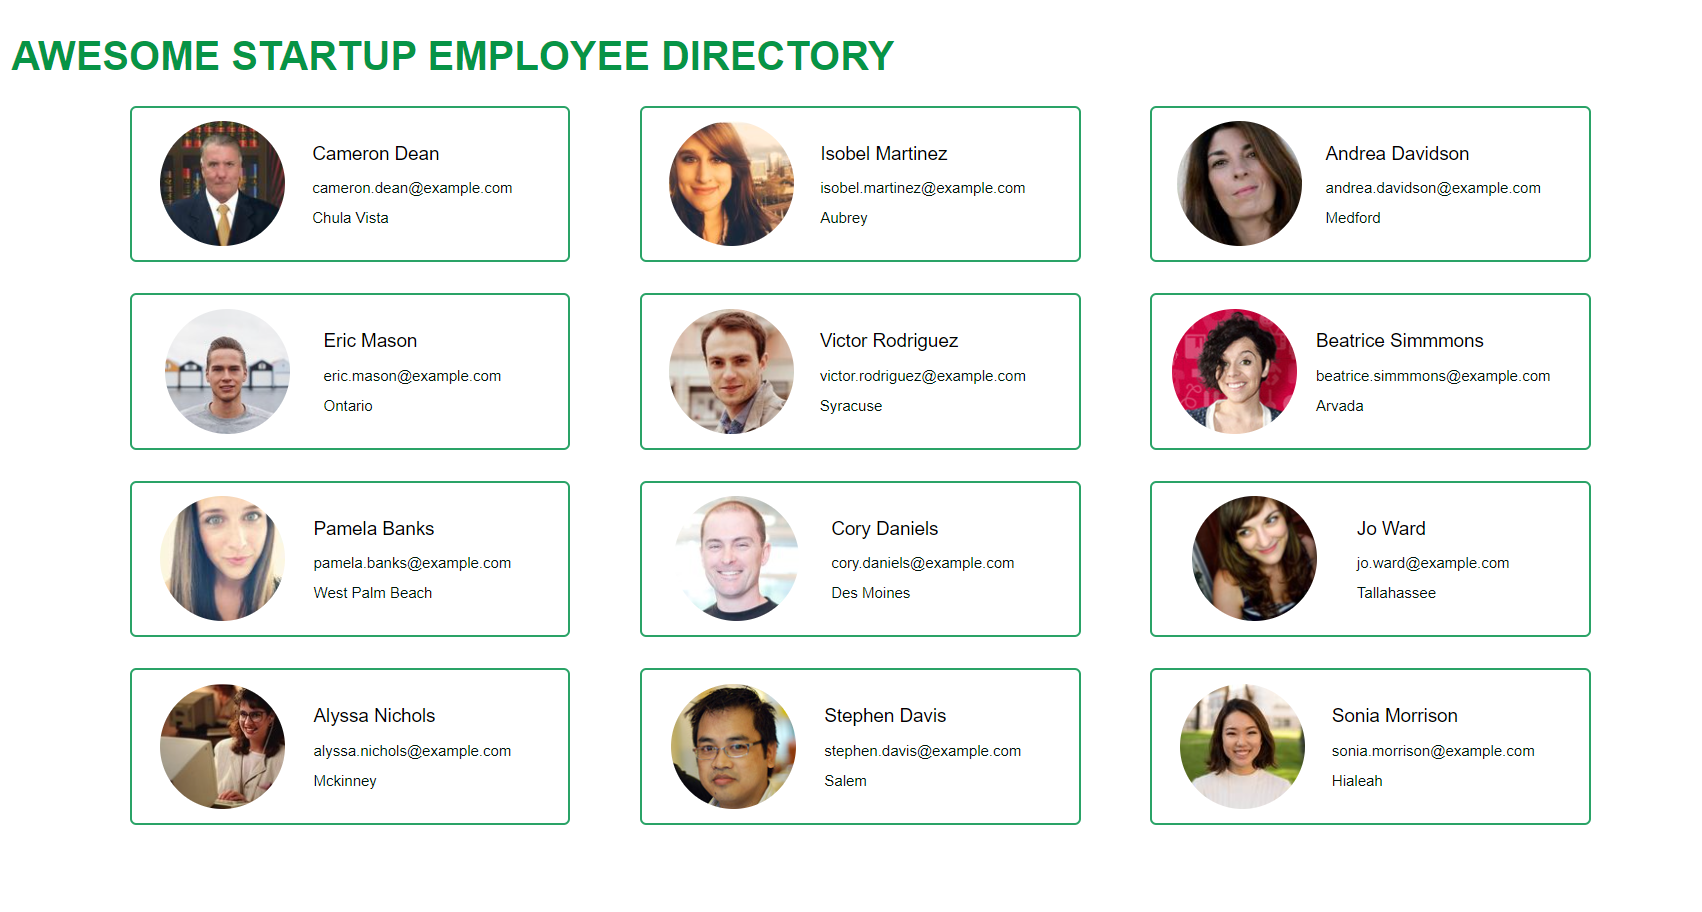 AWESOME STARTUP EMPLOYEE DIRECTORY
Cameron Dean
cameron.dean@example.com
Chula Vista
Isobel Martinez
isobel.martinez@example.com
Aubrey
Andrea Davidson
andrea.davidson@example.com
Medford
Eric Mason
eric.mason@example.com
Ontario
Victor Rodriguez
victor.rodriguez@example.com
Syracuse
Beatrice Simmmons
beatrice.simmmons@example.com
Arvada
Pamela Banks
pamela.banks@example.com
West Palm Beach
Cory Daniels
cory.daniels@example.com
Des Moines
Jo Ward
jo.ward@example.com
Tallahassee
Alyssa Nichols
alyssa.nichols@example.com
Mckinney
Stephen Davis
stephen.davis@example.com
Salem
Sonia Morrison
sonia.morrison@example.com
Hialeah